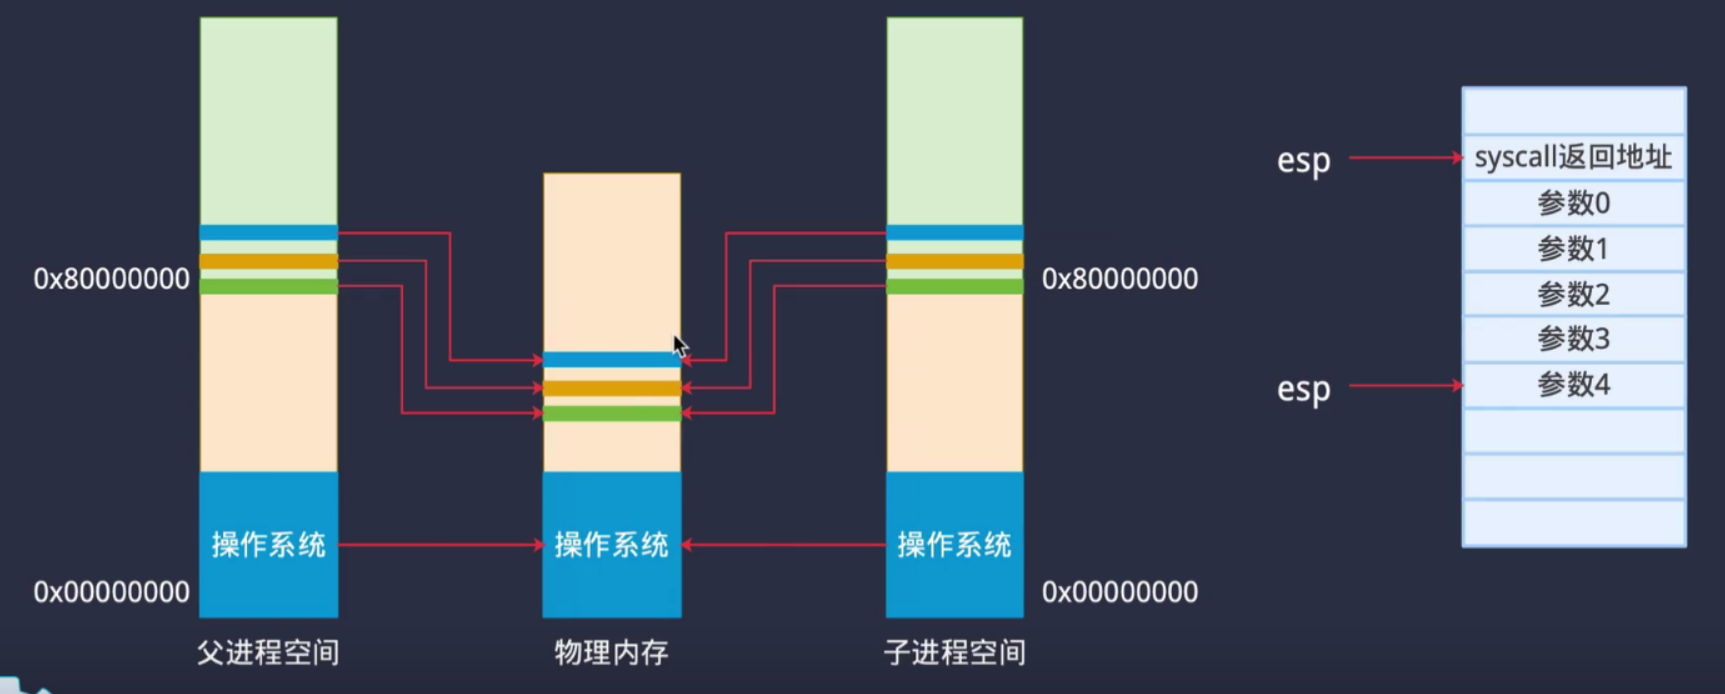 0x80000000
操作系统
0x00000000
父进程空间
操作系统
物理内存
操作系统
0x80000000
0x00000000
子进程空间
esp
esp
syscall返回地址
参数0
参数1
参数2
参数3
参数4